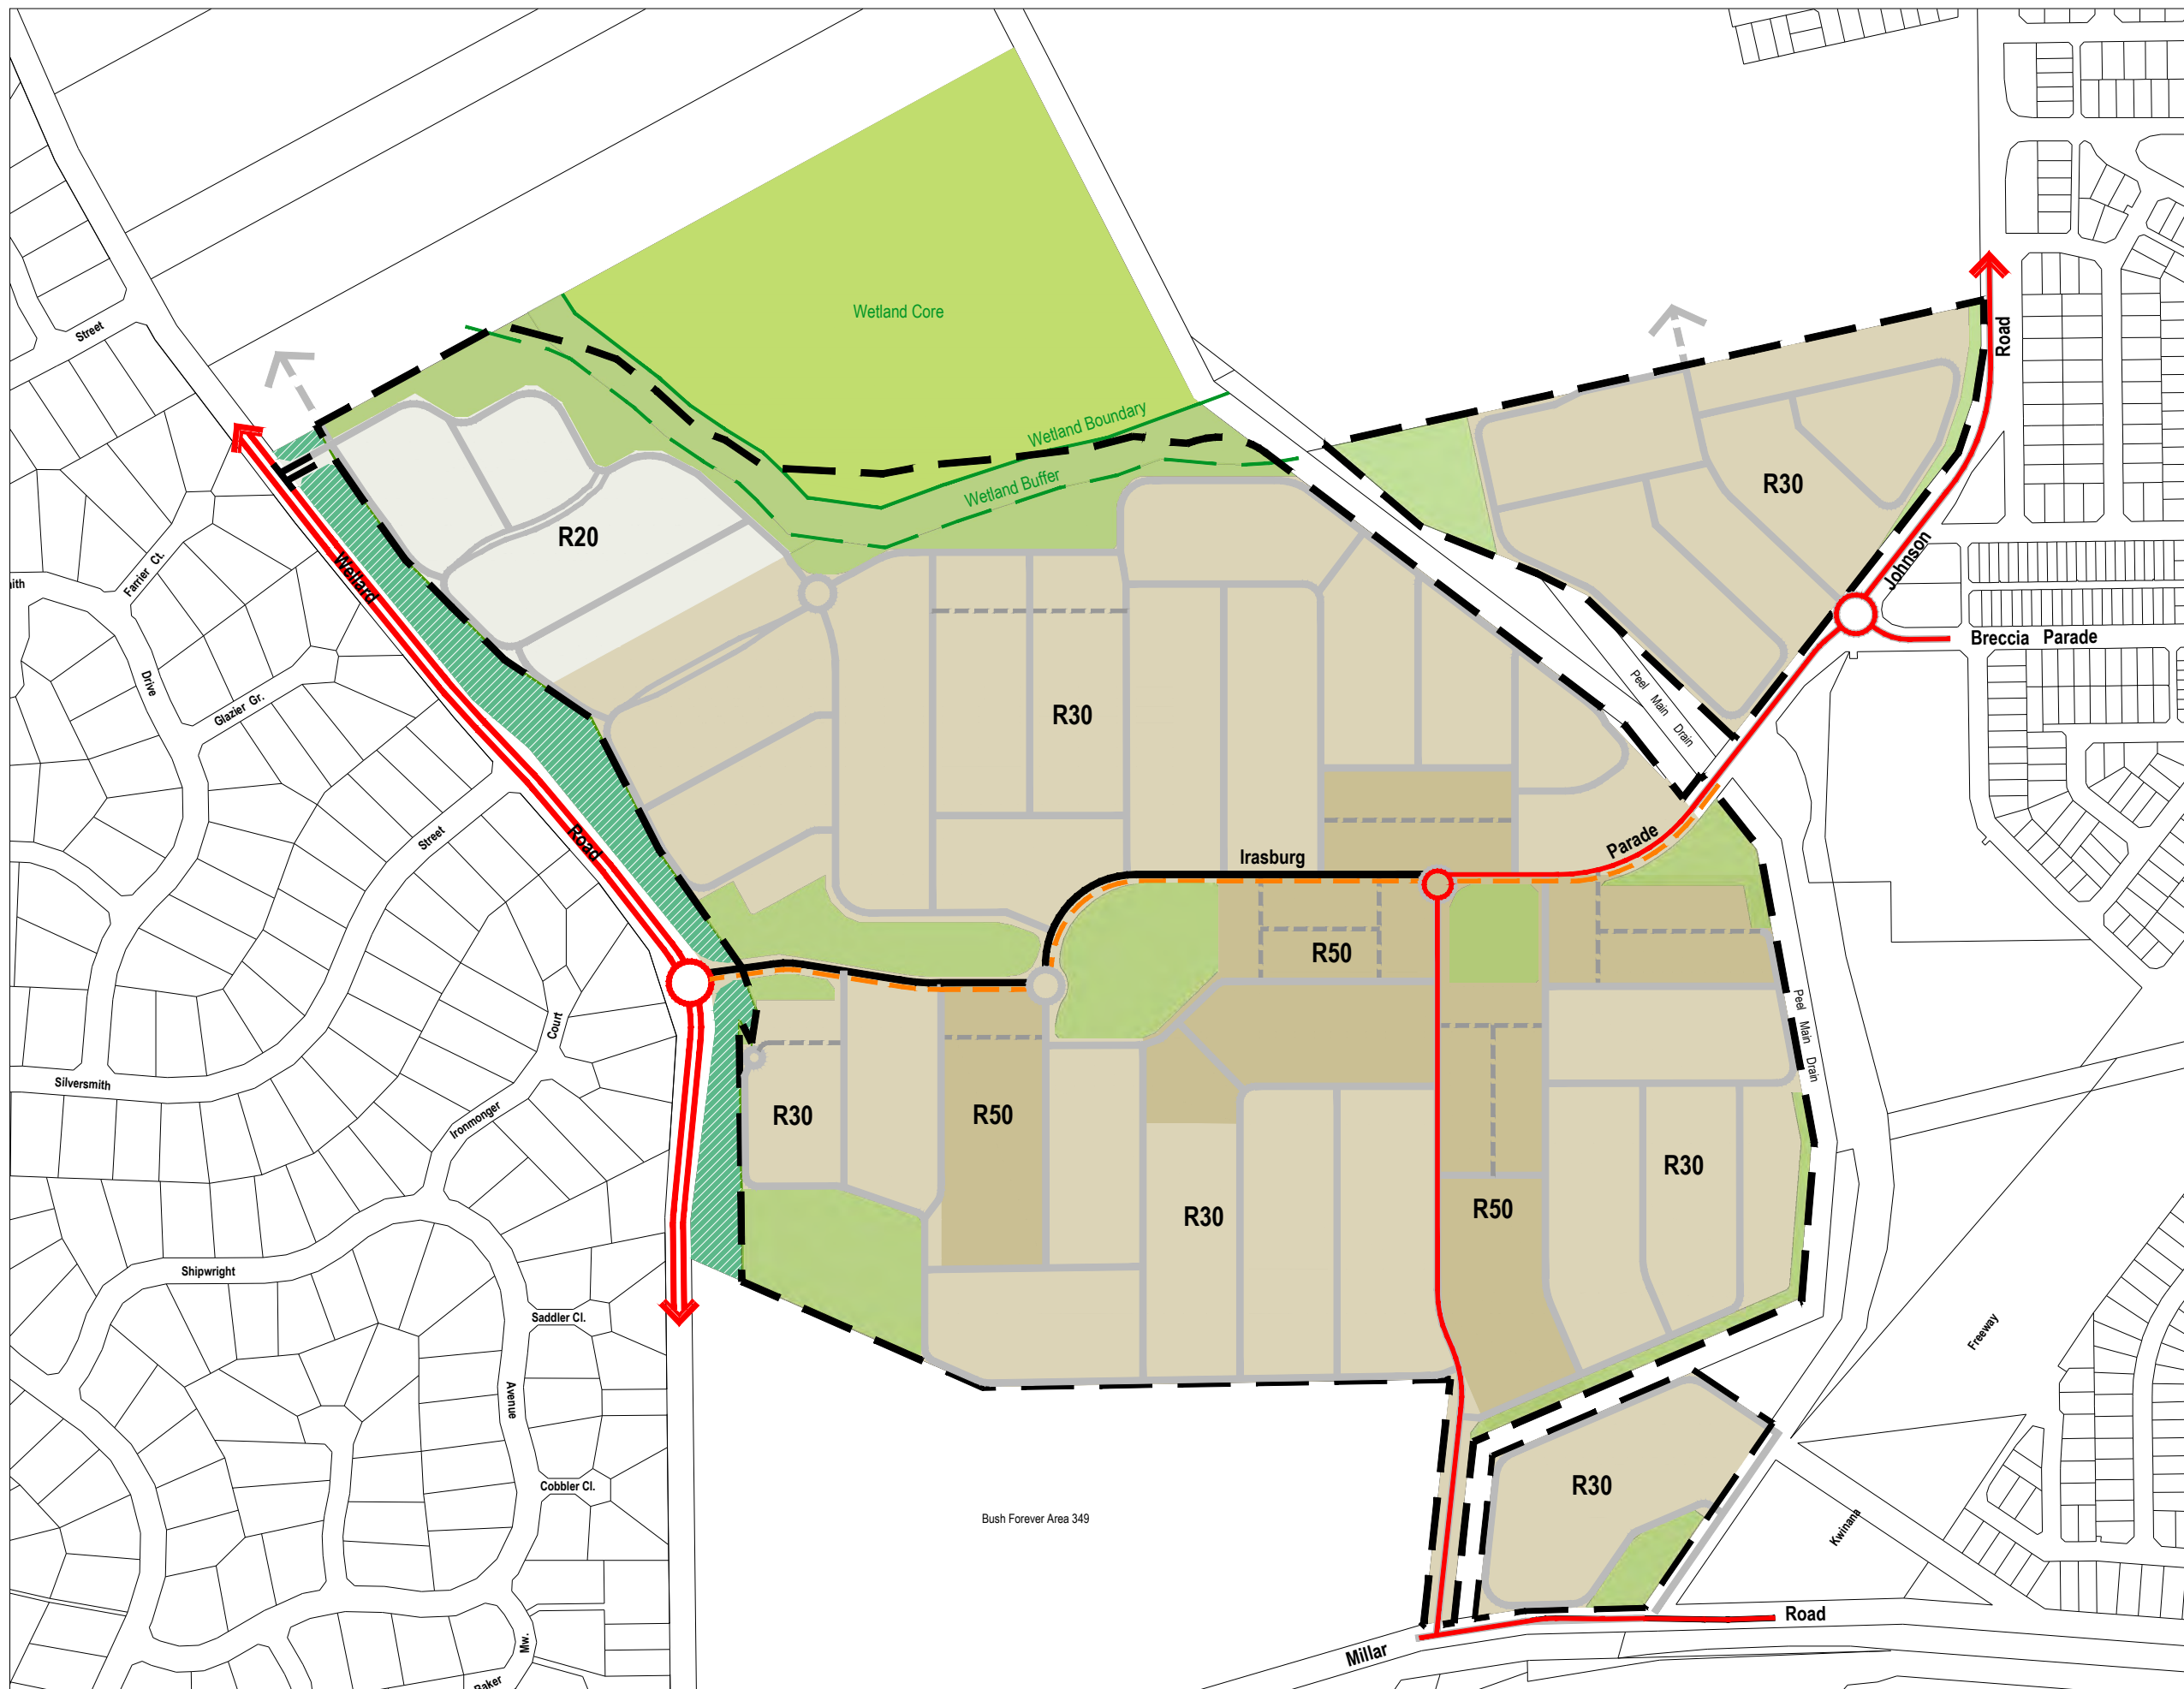 Street
Wetland Core
Road
Wetland Boundary
Wetland Buffer
R30
R20
Johnson
Farrier Ct.
Wellard
ith
Breccia Parade
Drive
Glazier Gr.
R30
Peel Main Drain
Street
Road
Irasburg
Parade
R50
Court
Peel Main Drain
Silversmith
Ironmonger
R30
R50
R30
R30
R50
Shipwright
Saddler Cl.
Freeway
Avenue
Cobbler Cl.
R30
Bush Forever Area 349
Kwinana
Road
Mw.
Millar
Baker